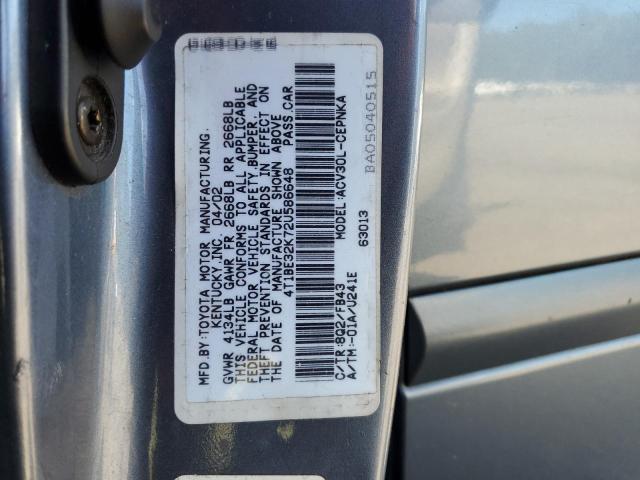 MFD.BY:TOYOTA MOTOR MANUFACTURING.
KENTUCKY,INC. 04/02
GVWR 4134LB GAWR FR 2668LB RR 2668LB
THIS VEHICLE CONFORMS TO ALL APPLICABLE
FEDERAL MOTOR VEHICLE SAFETY,BUMPER, AND
THEFT PREVENTION STANDARDS IN EFFECT ON
THE DATE OF MANUFACTURE SHOWN ABOVE
4T1BE32K72U586648 PASS.CAR
C/TR:8Q2/FB43 MODEL:ACV30L-CEPNKA
A/TM:-01A/U241E 63013
BA05040515